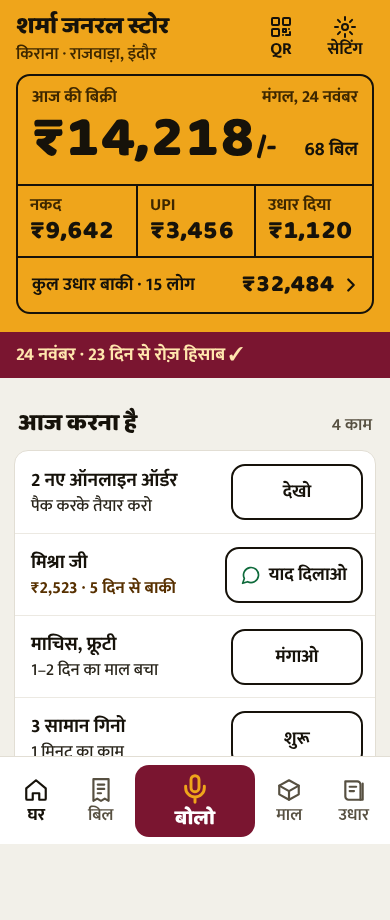 शर्मा जनरल स्टोर
किराना · राजवाड़ा, इंदौर
QR
सेटिंग
आज की बिक्री
मंगल, 24 नवंबर
₹14,218/-
68 बिल
नकद
₹9,642
UPI
₹3,456
उधार दिया
₹1,120
कुल उधार बाकी · 15 लोग
₹32,484
24 नवंबर · 23 दिन से रोज़ हिसाब ✓
आज करना है
4 काम
2 नए ऑनलाइन ऑर्डर
पैक करके तैयार करो
देखो
मिश्रा जी
₹2,523 · 5 दिन से बाकी
याद दिलाओ
माचिस, फ्रूटी
1–2 दिन का माल बचा
मंगाओ
3 सामान गिनो
1 मिनट का काम
शुरू
घर
बिल
बोलो
माल
उधार